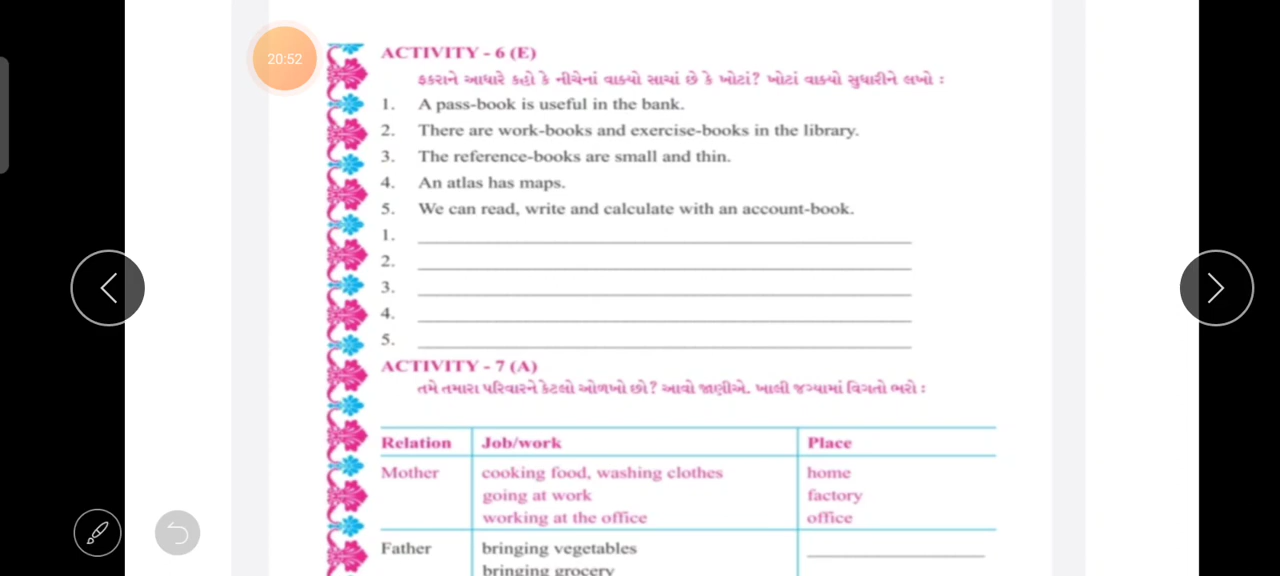 20:52
ACTIVITY - 6 (E)
ફકરાને આધારે કહો કે નીચેનાં વાક્યો સાચાં છે કે ખોટાં? ખોટાં વાક્યો સુધારીને લખો :
1. A pass-book is useful in the bank.
2. There are work-books and exercise-books in the library.
3. The reference-books are small and thin.
4. An atlas has maps.
5. We can read, write and calculate with an account-book.
1.
2.
3.
4.
5.
ACTIVITY - 7 (A)
તમે તમારા પરિવારને કેટલો ઓળખો છો? આવો જાણીએ. ખાલી જગ્યામાં વિગતો ભરો :
Relation Job/work Place
Mother cooking food, washing clothes home
going at work factory
working at the office office
Father bringing vegetables
bringing grocery